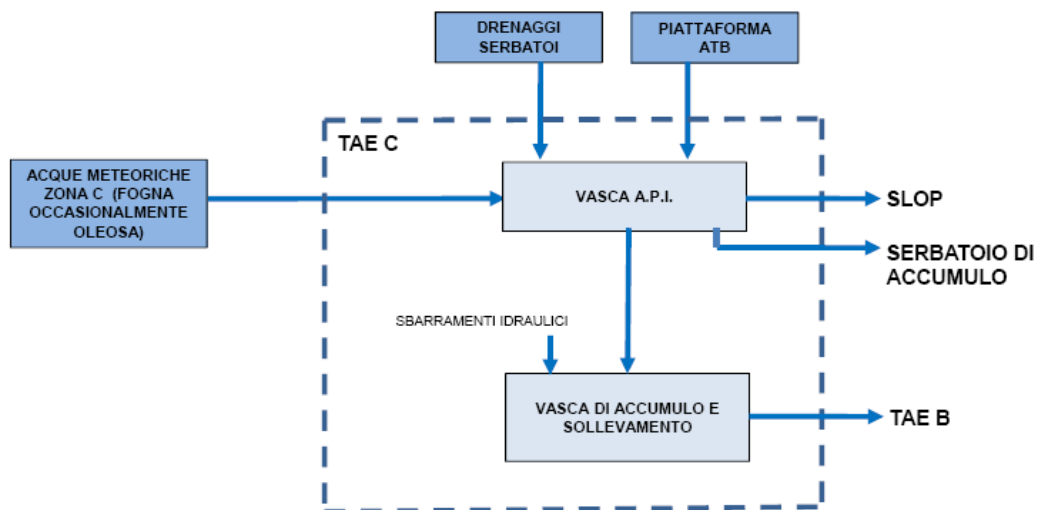 DRENAGGI
SERBATOI
PIATTAFORMA
ATB
TAE C
ACQUE METEORICHE
ZONA C (FOGNA
OCCASIONALMENTE
OLEOSA)
VASCA A.P.I.
SLOP
SERBATOIO DI
ACCUMULO
SBARRAMENTI IDRAULICI
VASCA DI ACCUMULO E
SOLLEVAMENTO
TAE B